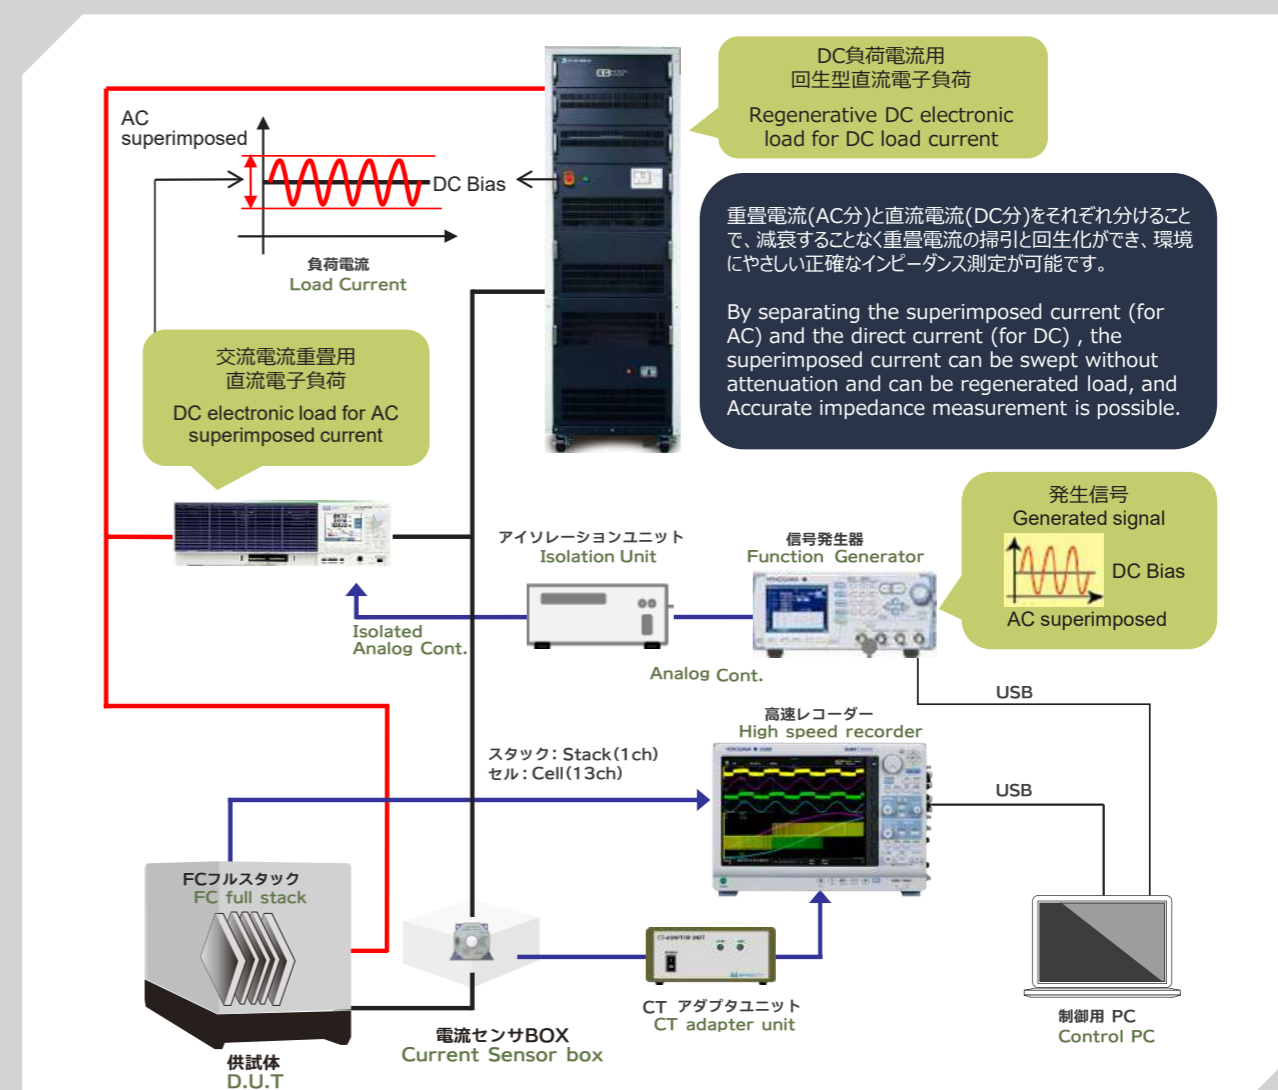 AC
superimposed
DC Bias
負荷電流
Load Current
DC負荷電流用
回生型直流電子負荷
Regenerative DC electronic
load for DC load current
重畳電流(AC分)と直流電流(DC分)をそれぞれ分けること
で、減衰することなく重畳電流の掃引と回生化ができ、環境
にやさしい正確なインピーダンス測定が可能です。
By separating the superimposed current (for
AC) and the direct current (for DC) , the
superimposed current can be swept without
attenuation and can be regenerated load, and
Accurate impedance measurement is possible.
交流電流重畳用
直流電子負荷
DC electronic load for AC
superimposed current
アイソレーションユニット
Isolation Unit
信号発生器
Function Generator
発生信号
Generated signal
DC Bias
AC superimposed
Isolated
Analog Cont.
Analog Cont.
USB
高速レコーダー
High speed recorder
スタック：Stack(1ch)
セル：Cell(13ch)
YOKOGAWA
YOKOGAWA
USB
FCフルスタック
FC full stack
CT-ADAPTOR UNIT
CT アダプタユニット
CT adapter unit
電流センサBOX
Current Sensor box
供試体
D.U.T
制御用 PC
Control PC